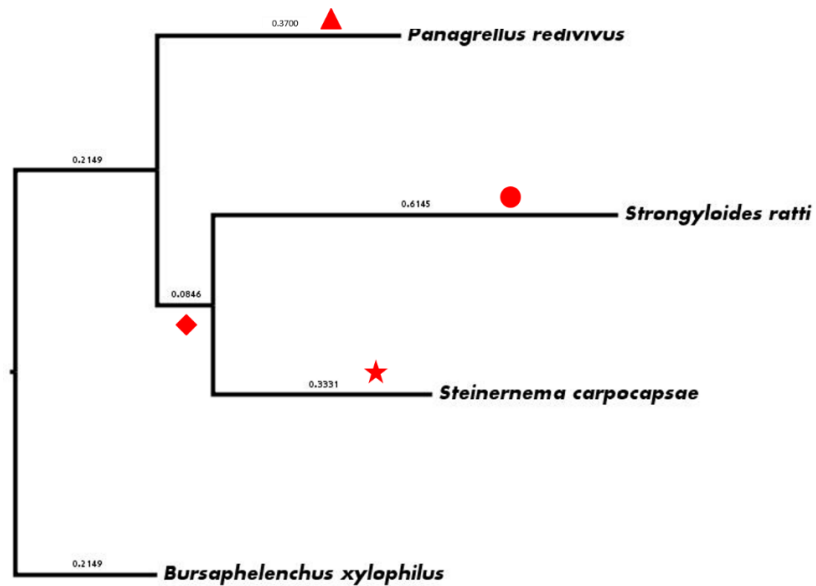 0.3700
Panagrellus redivivus
0.2149
0.6145
Strongyloides ratti
0.0846
0.3331
Steinernema carpocapsae
0.2149
Bursaphelenchus xylophilus